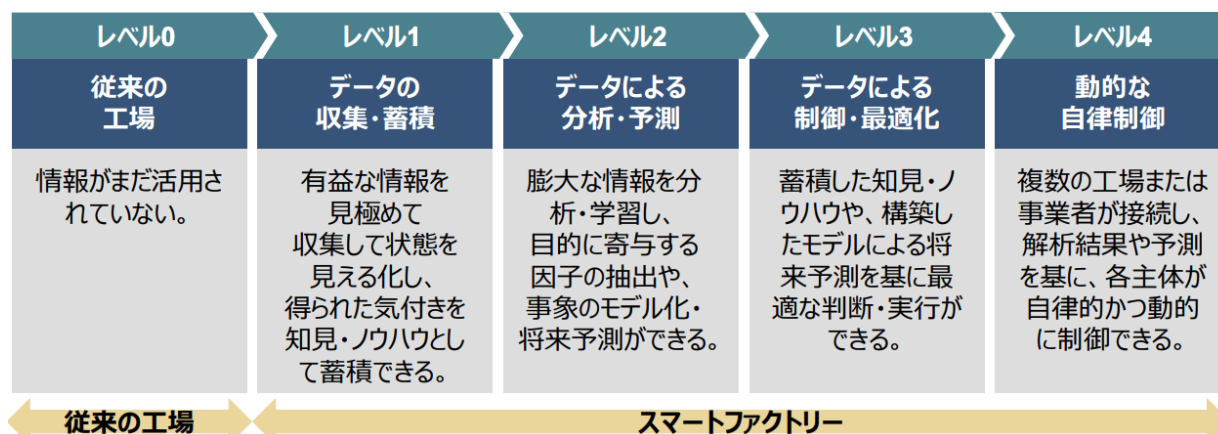 レベル0
従来の
工場
情報がまだ活用さ
れていない。
レベル1
データの
収集・蓄積
有益な情報を
見極めて
収集して状態を
見える化し、
得られた気付きを
知見・ノウハウとし
て蓄積できる。
レベル2
データによる
分析・予測
膨大な情報を分
析・学習し、
目的に寄与する
因子の抽出や、
事象のモデル化・
将来予測ができる。
レベル3
データによる
制御・最適化
蓄積した知見・ノ
ウハウや、構築し
たモデルによる将
来予測を基に最
適な判断・実行が
できる。
レベル4
動的な
自律制御
複数の工場または
事業者が接続し、
解析結果や予測
を基に、各主体が
自律的かつ動的
に制御できる。
従来の工場
スマートファクトリー